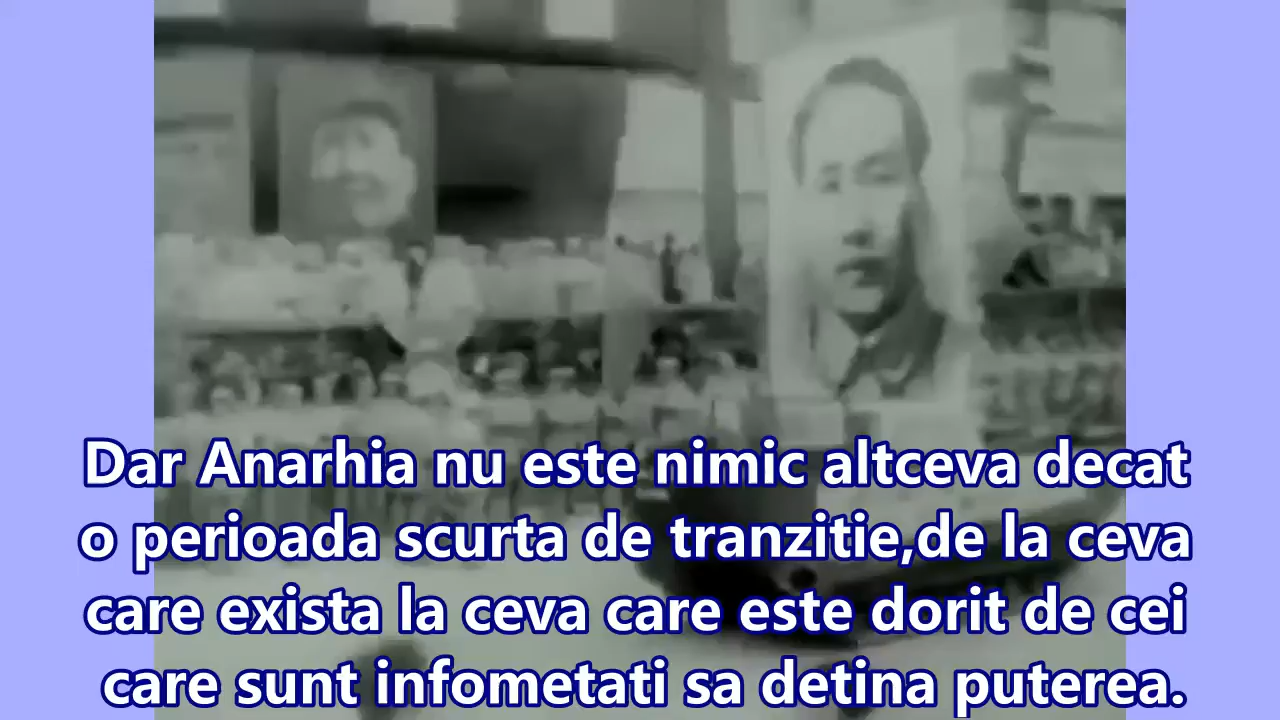 Dar Anarhia nu este nimic altceva decat
o perioada scurta de tranzitie,de la ceva
care exista la ceva care este dorit de cei
care sunt infometati sa detina puterea.